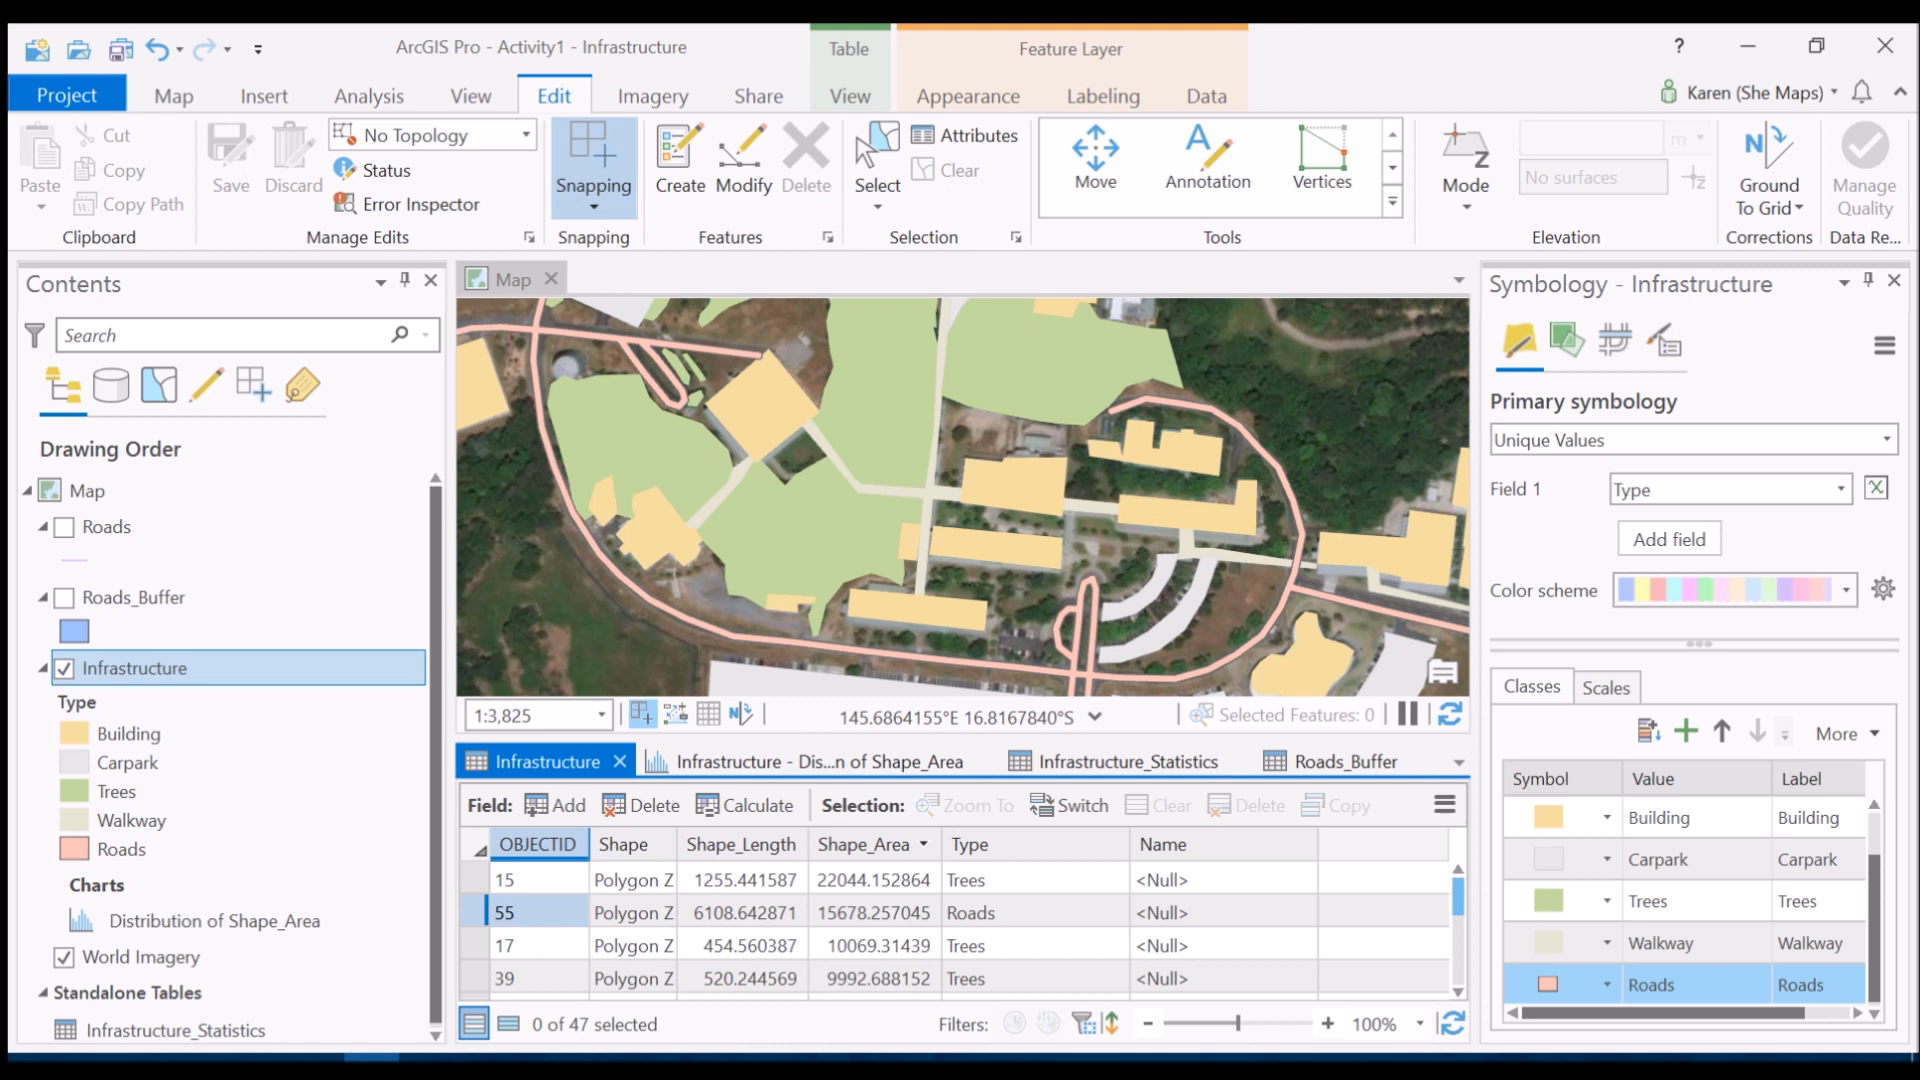 ArcGIS Pro - Activity1 - Infrastructure
Table
Feature Layer
?
Project
Map
Insert
Analysis
View
Edit
Imagery
Share
View
Appearance
Labeling
Data
Karen (She Maps)
Paste
Cut
Copy
Copy Path
Clipboard
Save
Discard
No Topology
Status
Error Inspector
Manage Edits
Snapping
Snapping
Create
Modify
Delete
Features
Select
Attributes
Clear
Selection
Move
Annotation
Vertices
Tools
Mode
m
No surfaces
Elevation
Ground
To Grid
Corrections
Manage
Quality
Data Re...
Contents
Search
Drawing Order
Map
Roads
Roads_Buffer
Infrastructure
Type
Building
Carpark
Trees
Walkway
Roads
Charts
Distribution of Shape_Area
World Imagery
Standalone Tables
Infrastructure_Statistics
Map
1:3,825
145.6864155°E 16.8167840°S
Selected Features: 0
Infrastructure
Infrastructure - Dis...n of Shape_Area
Infrastructure_Statistics
Roads_Buffer
Field: Add Delete Calculate Selection: Zoom To Switch Clear Delete Copy
OBJECTID Shape Shape_Length Shape_Area Type Name
15 Polygon Z 1255.441587 22044.152864 Trees <Null>
55 Polygon Z 6108.642871 15678.257045 Roads <Null>
17 Polygon Z 454.560387 10069.31439 Trees <Null>
39 Polygon Z 520.244569 9992.688152 Trees <Null>
0 of 47 selected
Filters:
- + 100%
Symbology - Infrastructure
Primary symbology
Unique Values
Field 1 Type
Add field
Color scheme
Classes Scales
More
Symbol Value Label
Building Building
Carpark Carpark
Trees Trees
Walkway Walkway
Roads Roads